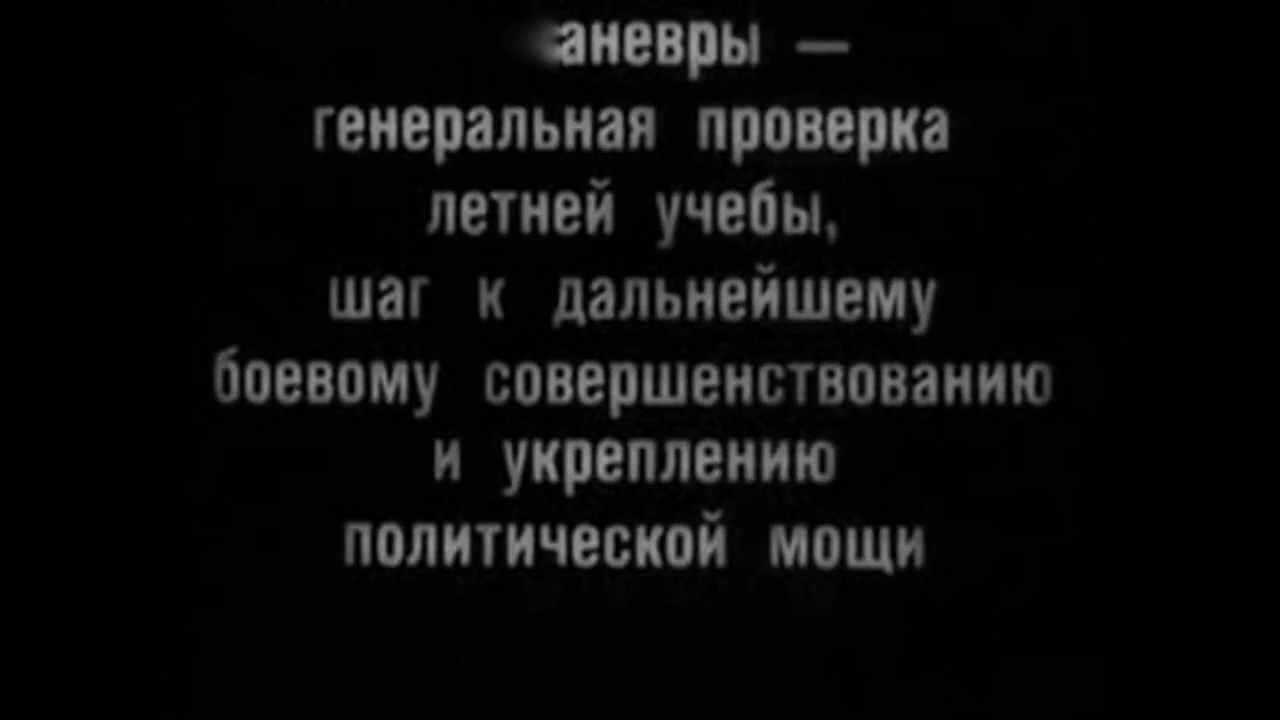 аневры —
генеральная проверка
летней учебы,
шаг к дальнейшему
боевому совершенствованию
и укреплению
политической мощи